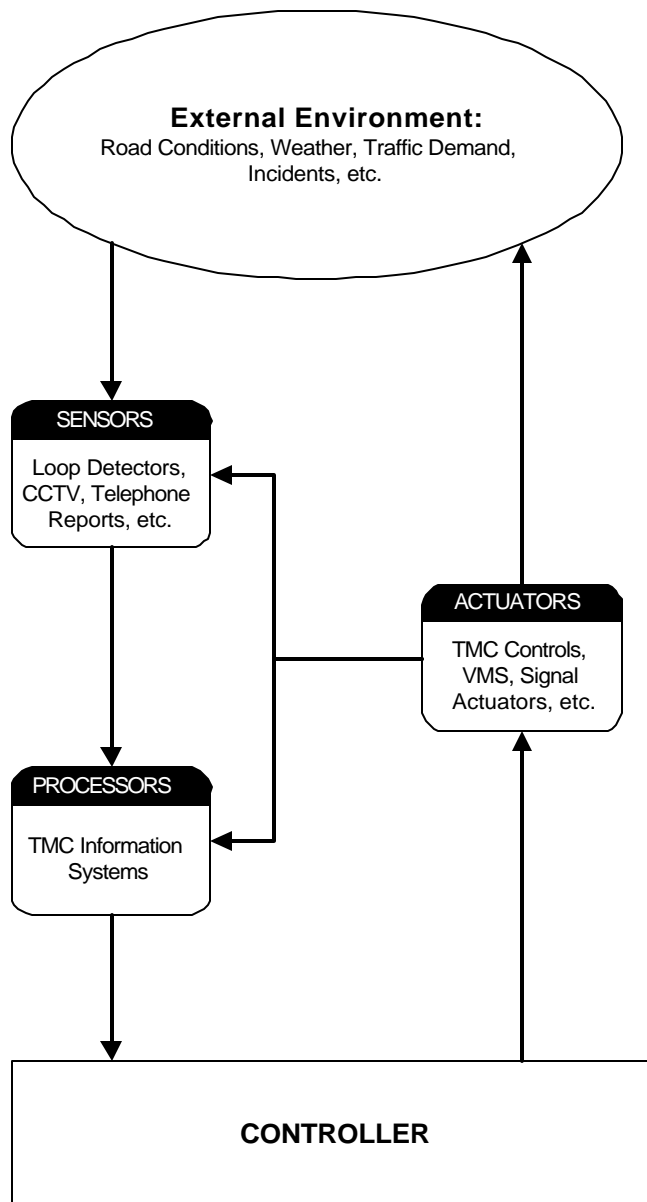 External Environment:
Road Conditions, Weather, Traffic Demand,
Incidents, etc.
SENSORS
Loop Detectors,
CCTV, Telephone
Reports, etc.
ACTUATORS
TMC Controls,
VMS, Signal
Actuators, etc.
PROCESSORS
TMC Information
Systems
CONTROLLER